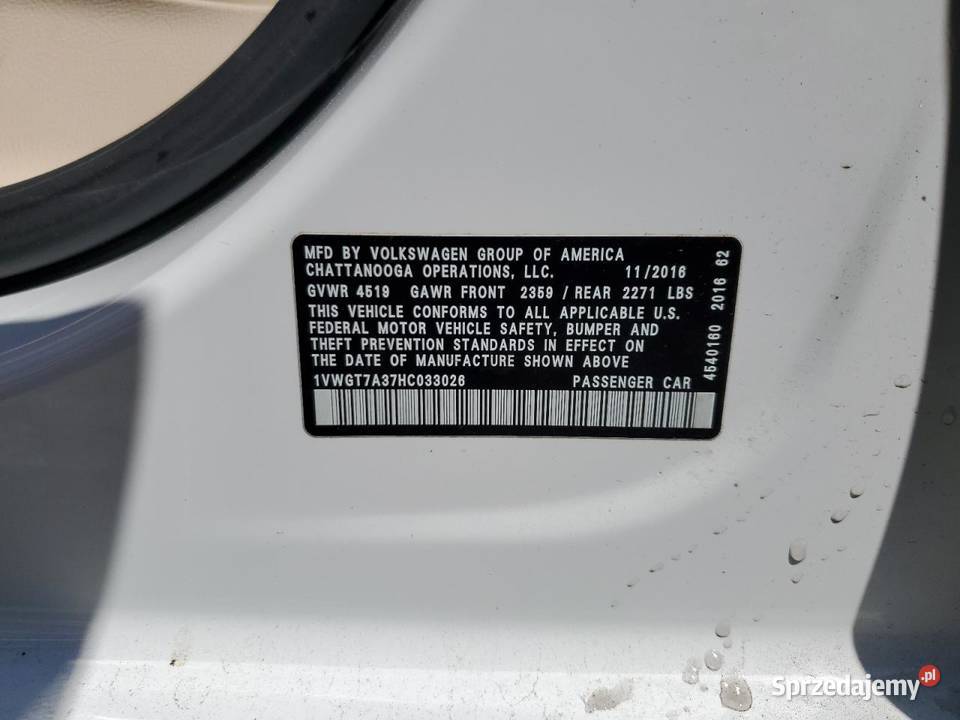 MFD BY VOLKSWAGEN GROUP OF AMERICA
CHATTANOOGA OPERATIONS, LLC. 11/2016
GVWR 4519 GAWR FRONT 2359 / REAR 2271 LBS
THIS VEHICLE CONFORMS TO ALL APPLICABLE U.S.
FEDERAL MOTOR VEHICLE SAFETY, BUMPER AND
THEFT PREVENTION STANDARDS IN EFFECT ON
THE DATE OF MANUFACTURE SHOWN ABOVE
1VWGT7A37HC033026 PASSENGER CAR
4540160 2016 62
Sprzedajemy.pl